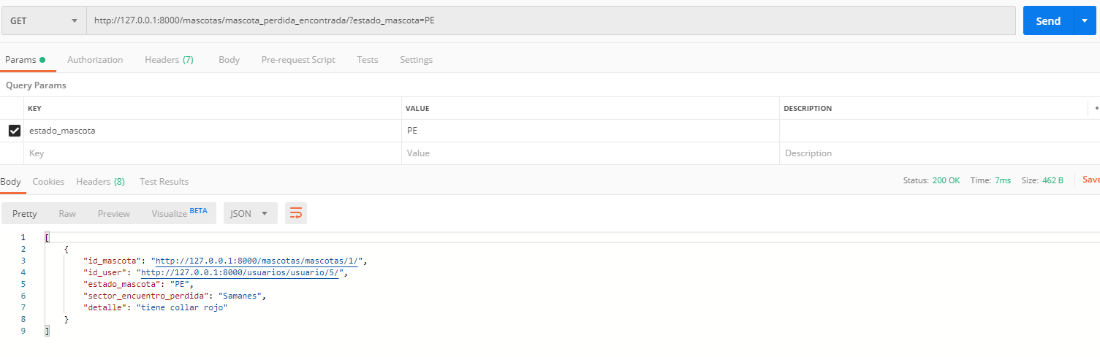 GET http://127.0.0.1:8000/mascotas/mascota_perdida_encontrada/?estado_mascota=PE Send
Params Authorization Headers (7) Body Pre-request Script Tests Settings
Query Params
KEY VALUE DESCRIPTION
estado_mascota PE
Key Value Description
Body Cookies Headers (8) Test Results Status: 200 OK Time: 7ms Size: 462 B Save
Pretty Raw Preview Visualize BETA JSON
1 [
2 {
3 "id_mascota": "http://127.0.0.1:8000/mascotas/mascotas/1/",
4 "id_user": "http://127.0.0.1:8000/usuarios/usuario/5/",
5 "estado_mascota": "PE",
6 "sector_encuentro_perdida": "Samanes",
7 "detalle": "tiene collar rojo"
8 }
9 ]